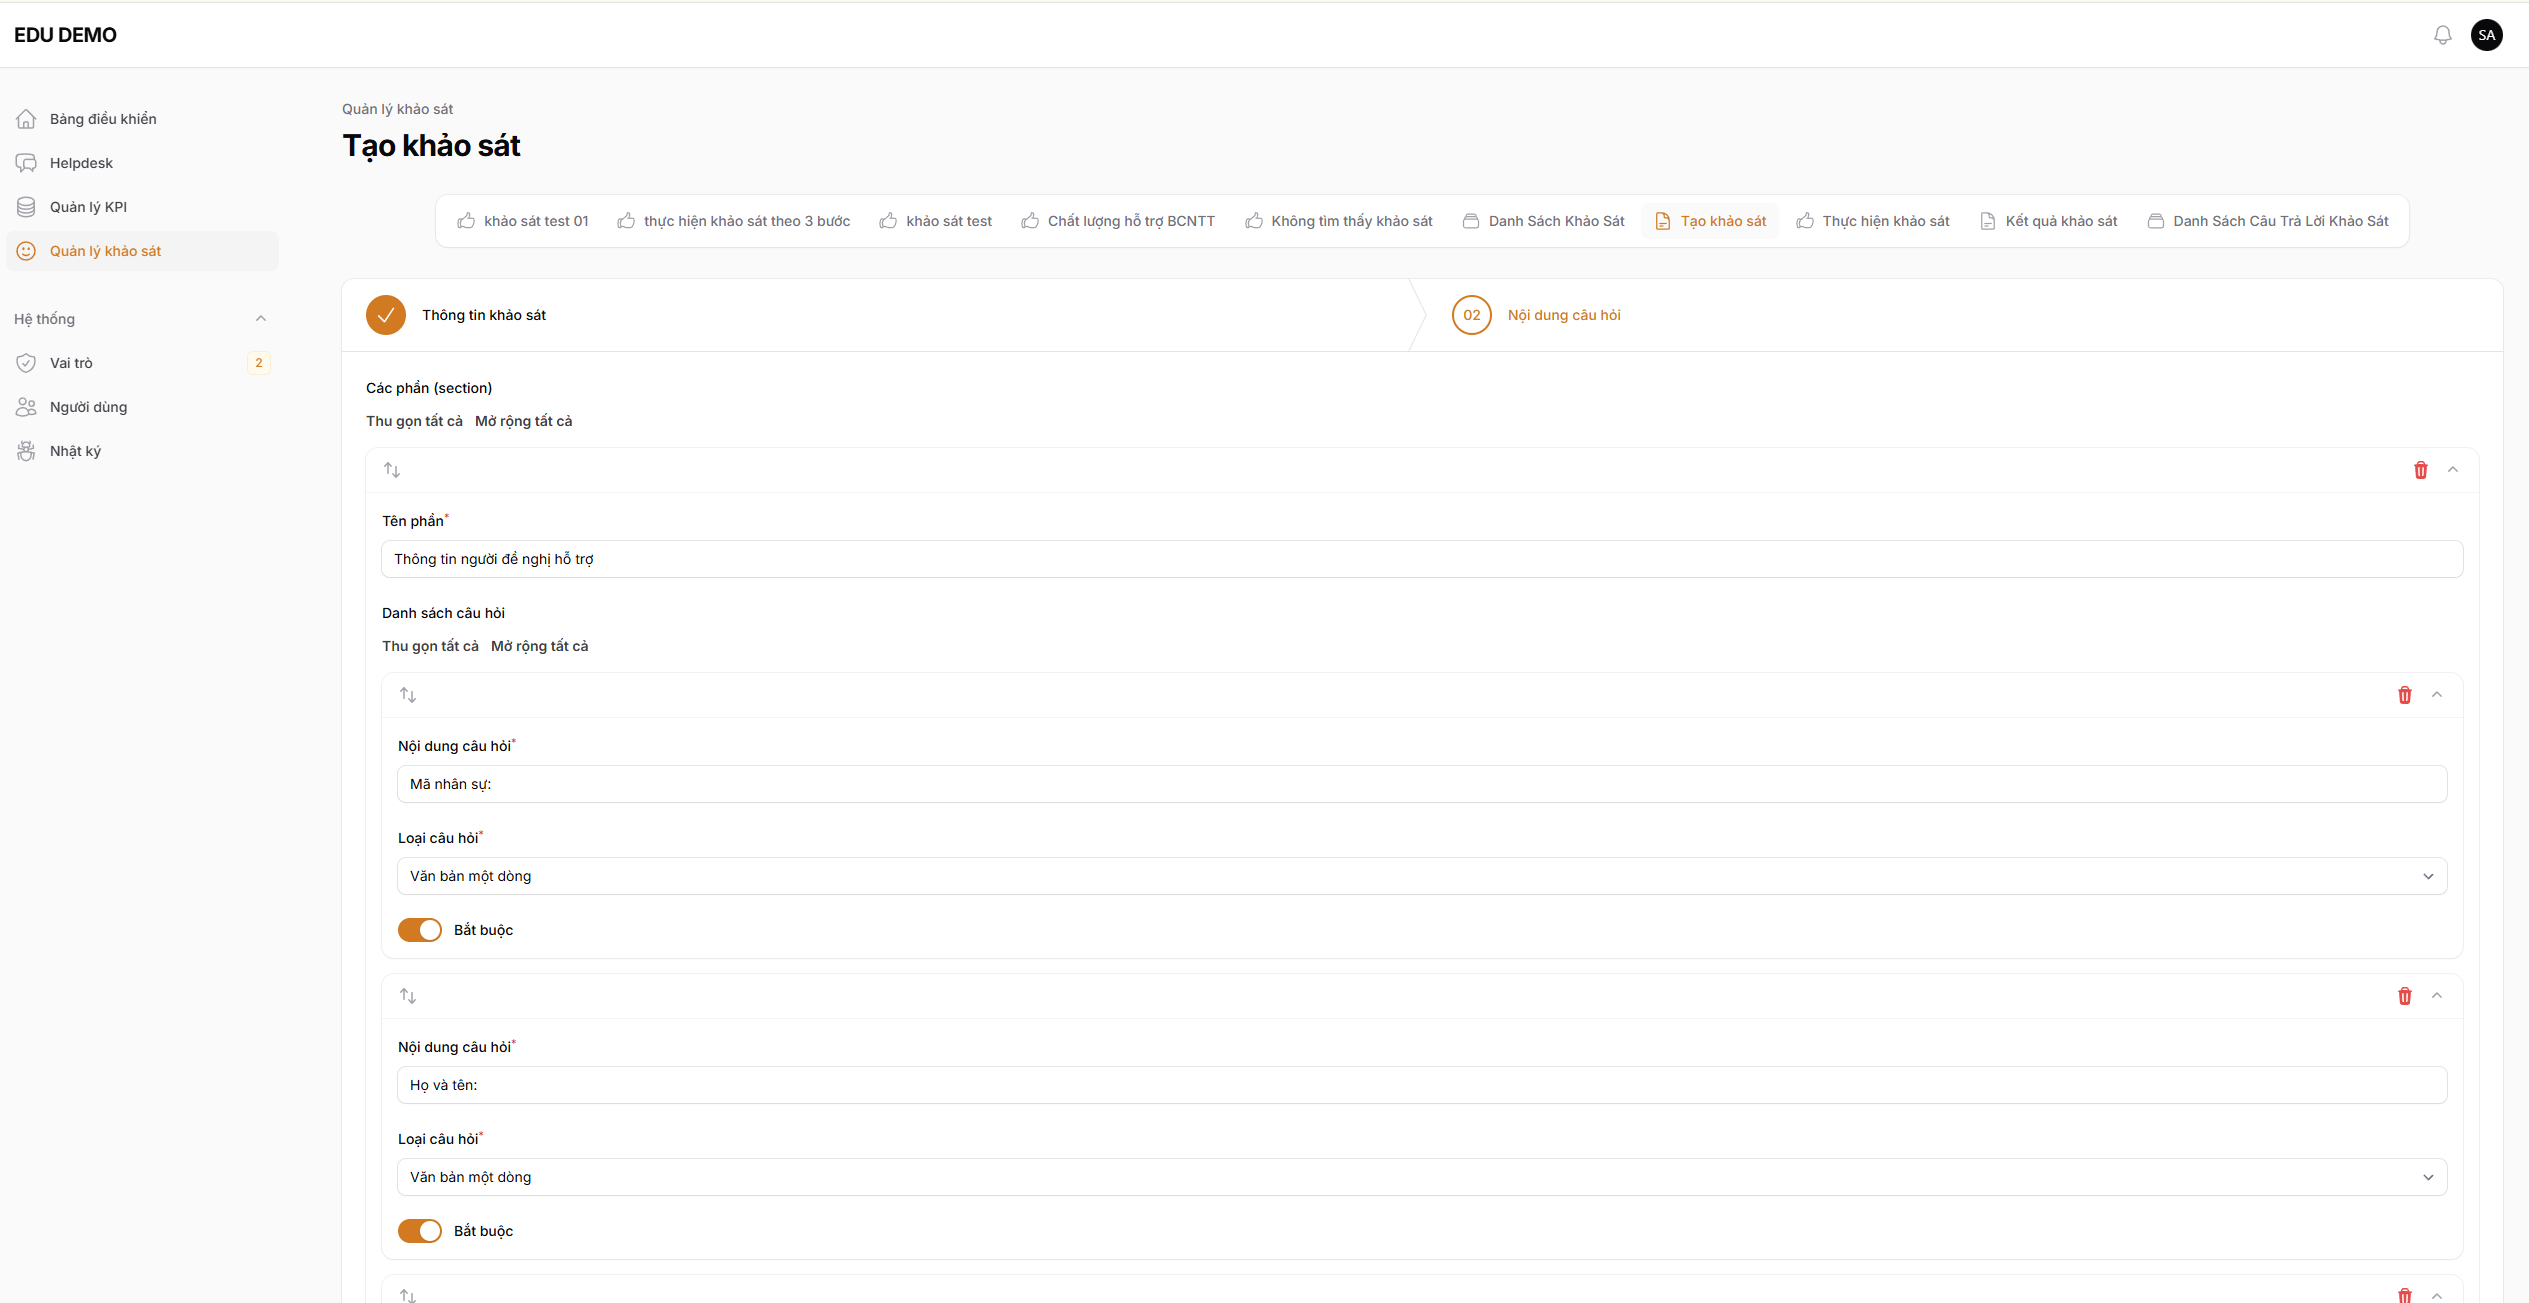 EDU DEMO
SA
Bảng điều khiển
Helpdesk
Quản lý KPI
Quản lý khảo sát
Hệ thống
Vai trò 2
Người dùng
Nhật ký
Quản lý khảo sát
Tạo khảo sát
khảo sát test 01 thực hiện khảo sát theo 3 bước khảo sát test Chất lượng hỗ trợ BCNTT Không tìm thấy khảo sát Danh Sách Khảo Sát Tạo khảo sát Thực hiện khảo sát Kết quả khảo sát Danh Sách Câu Trả Lời Khảo Sát
Thông tin khảo sát
02 Nội dung câu hỏi
Các phần (section)
Thu gọn tất cả Mở rộng tất cả
Tên phần*
Thông tin người đề nghị hỗ trợ
Danh sách câu hỏi
Thu gọn tất cả Mở rộng tất cả
Nội dung câu hỏi*
Mã nhân sự:
Loại câu hỏi*
Văn bản một dòng
Bắt buộc
Nội dung câu hỏi*
Họ và tên:
Loại câu hỏi*
Văn bản một dòng
Bắt buộc